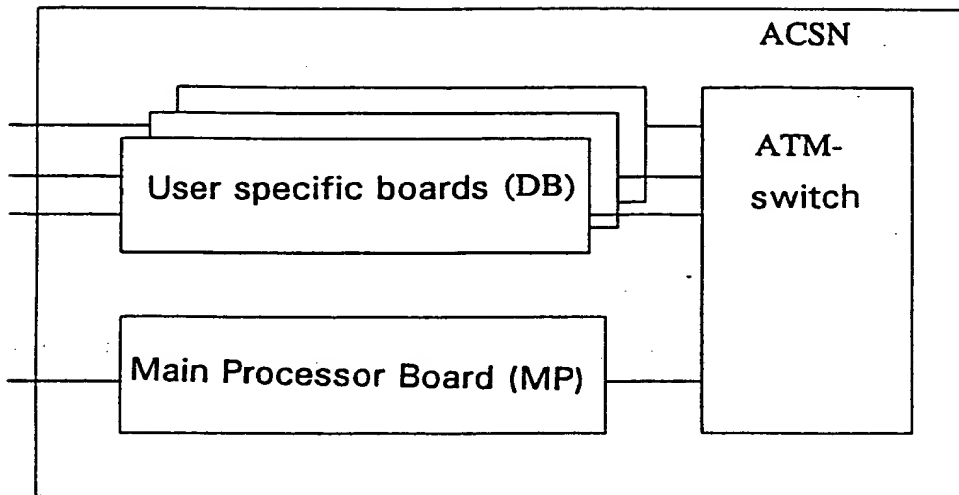 ACSN
User specific boards (DB)
ATM-
switch
Main Processor Board (MP)